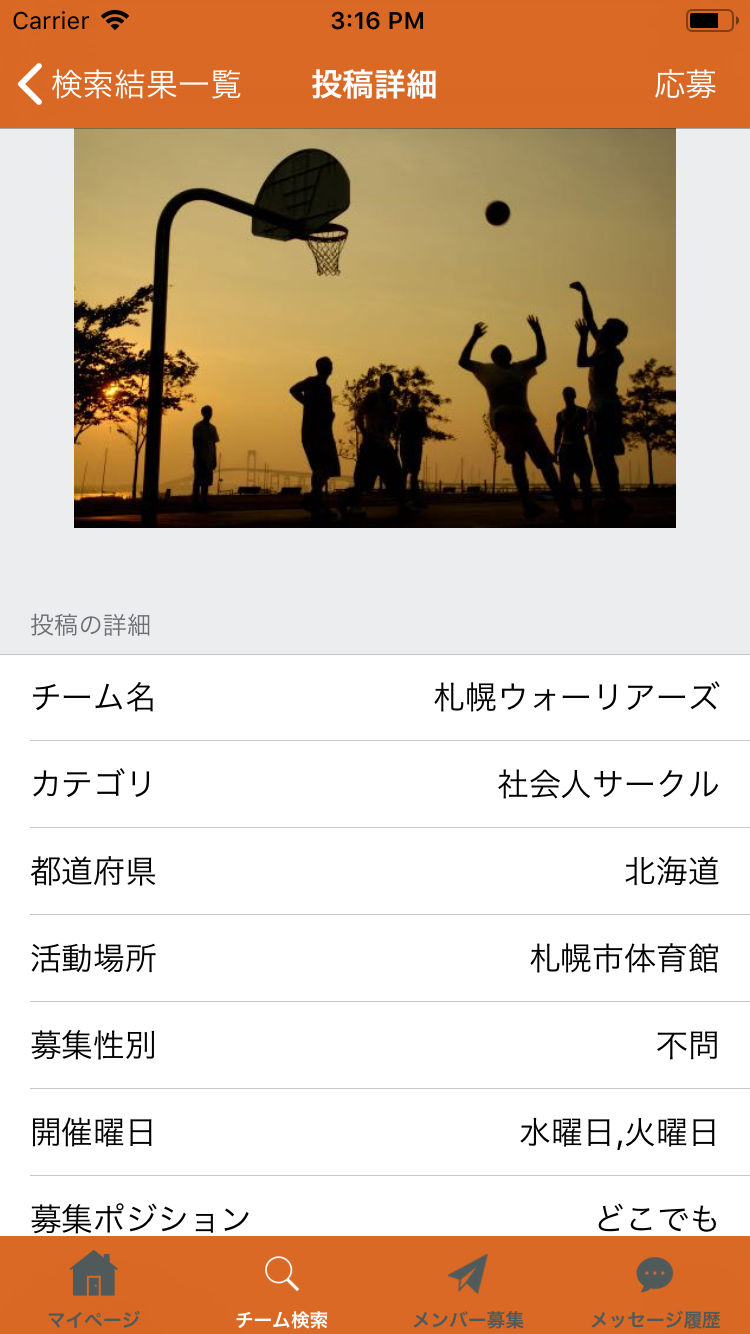 Carrier 3:16 PM
検索結果一覧 投稿詳細 応募
投稿の詳細
チーム名 札幌ウォーリアーズ
カテゴリ 社会人サークル
都道府県 北海道
活動場所 札幌市体育館
募集性別 不問
開催曜日 水曜日,火曜日
募集ポジション どこでも
マイページ チーム検索 メンバー募集 メッセージ履歴